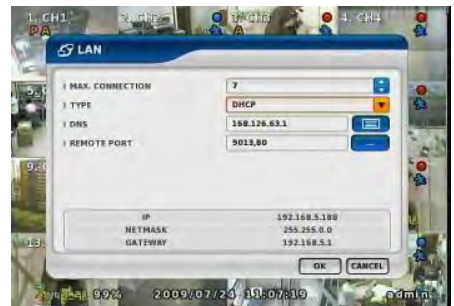 1. CH1
4. CH4
PA
A
LAN
MAX. CONNECTION 7
TYPE DHCP
DNS 168.126.63.1
REMOTE PORT 9013,80 ...
IP 192.168.5.188
NETMASK 255.255.0.0
GATEWAY 192.168.5.1
OK CANCEL
99% 2009/07/24 admin